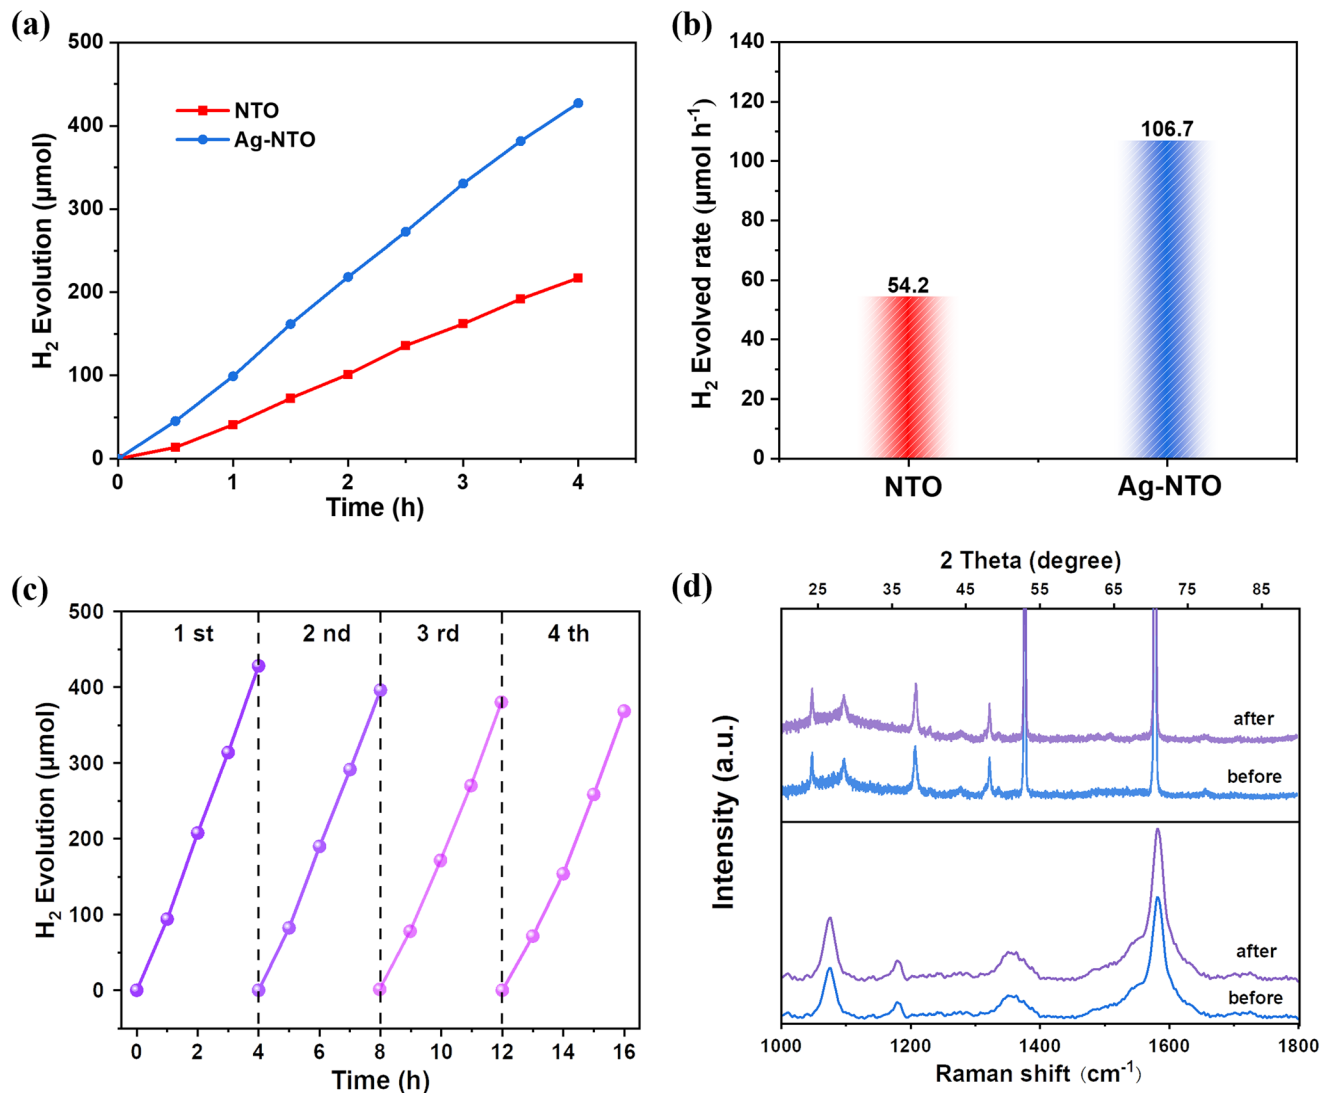 (a)
500
400
300
200
100
0
H₂ Evolution (μmol)
NTO
Ag-NTO
0 1 2 3 4
Time (h)
(b)
140
120
100
80
60
40
20
0
H₂ Evolved rate (μmol h⁻¹)
106.7
54.2
NTO Ag-NTO
(c)
500
400
300
200
100
0
H₂ Evolution (μmol)
1 st 2 nd 3 rd 4 th
0 2 4 6 8 10 12 14 16
Time (h)
(d)
2 Theta (degree)
25 35 45 55 65 75 85
Intensity (a.u.)
after
before
after
before
1000 1200 1400 1600 1800
Raman shift (cm⁻¹)